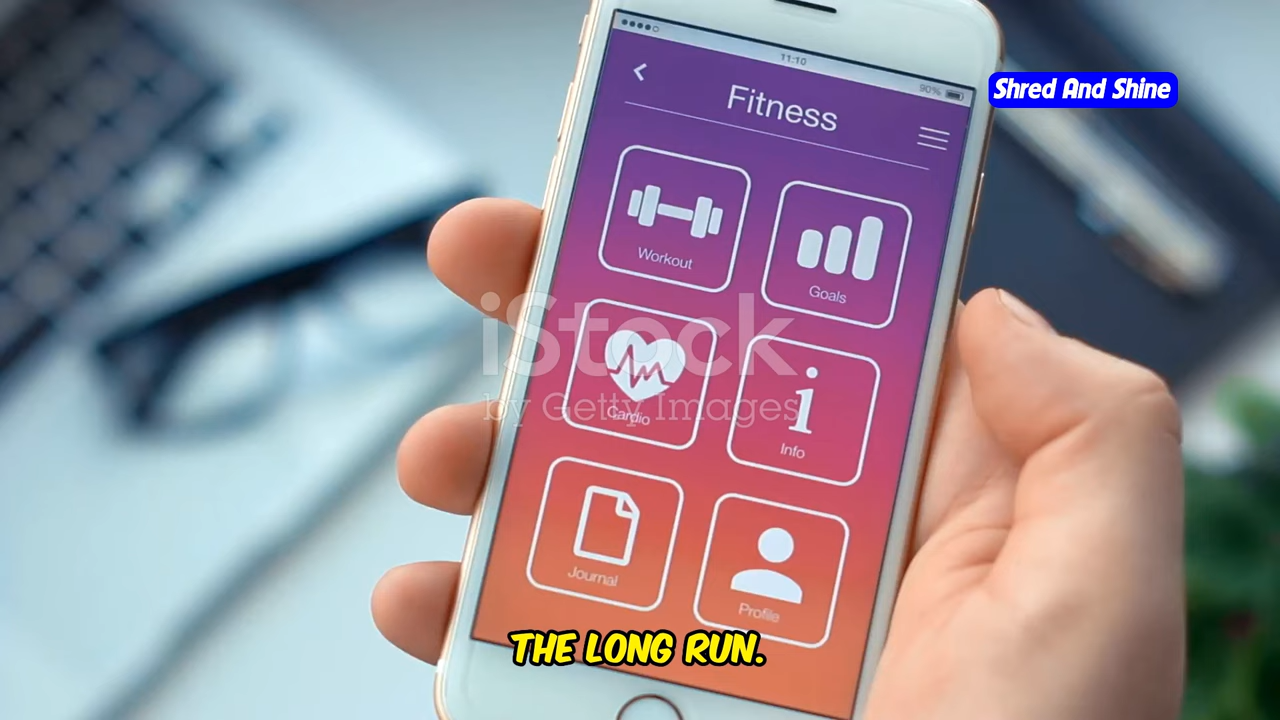 11:10
90%
Shred And Shine
Fitness
Workout
Goals
iStock
by Getty Images
Cardio
Info
Journal
Profile
THE LONG RUN.